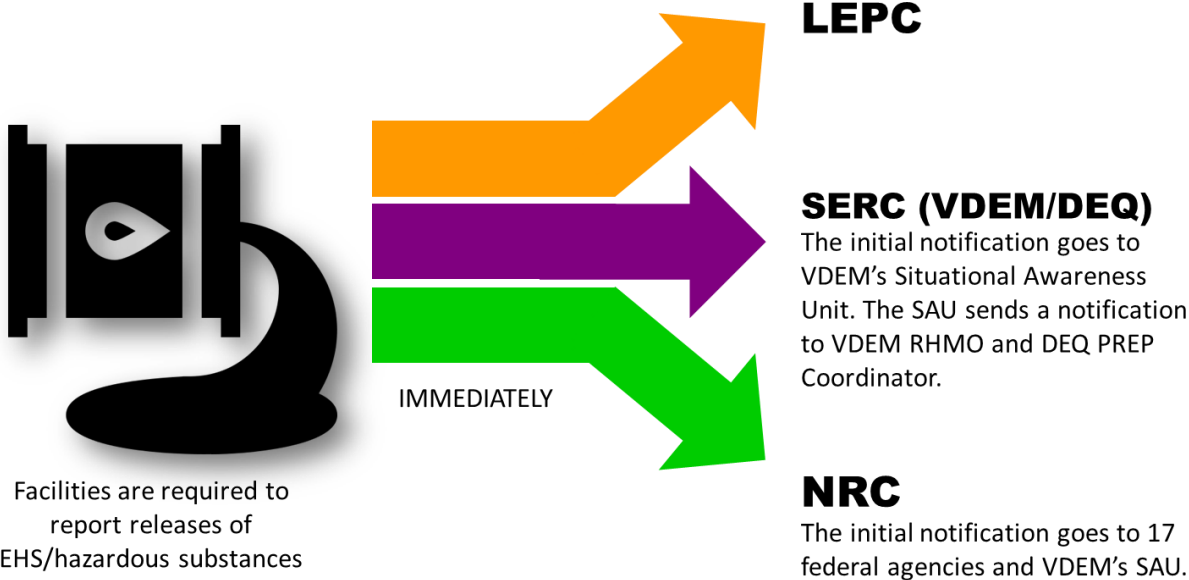 LEPC
SERC (VDEM/DEQ)
The initial notification goes to
VDEM’s Situational Awareness
Unit. The SAU sends a notification
to VDEM RHMO and DEQ PREP
Coordinator.
IMMEDIATELY
Facilities are required to
report releases of
EHS/hazardous substances
NRC
The initial notification goes to 17
federal agencies and VDEM’s SAU.